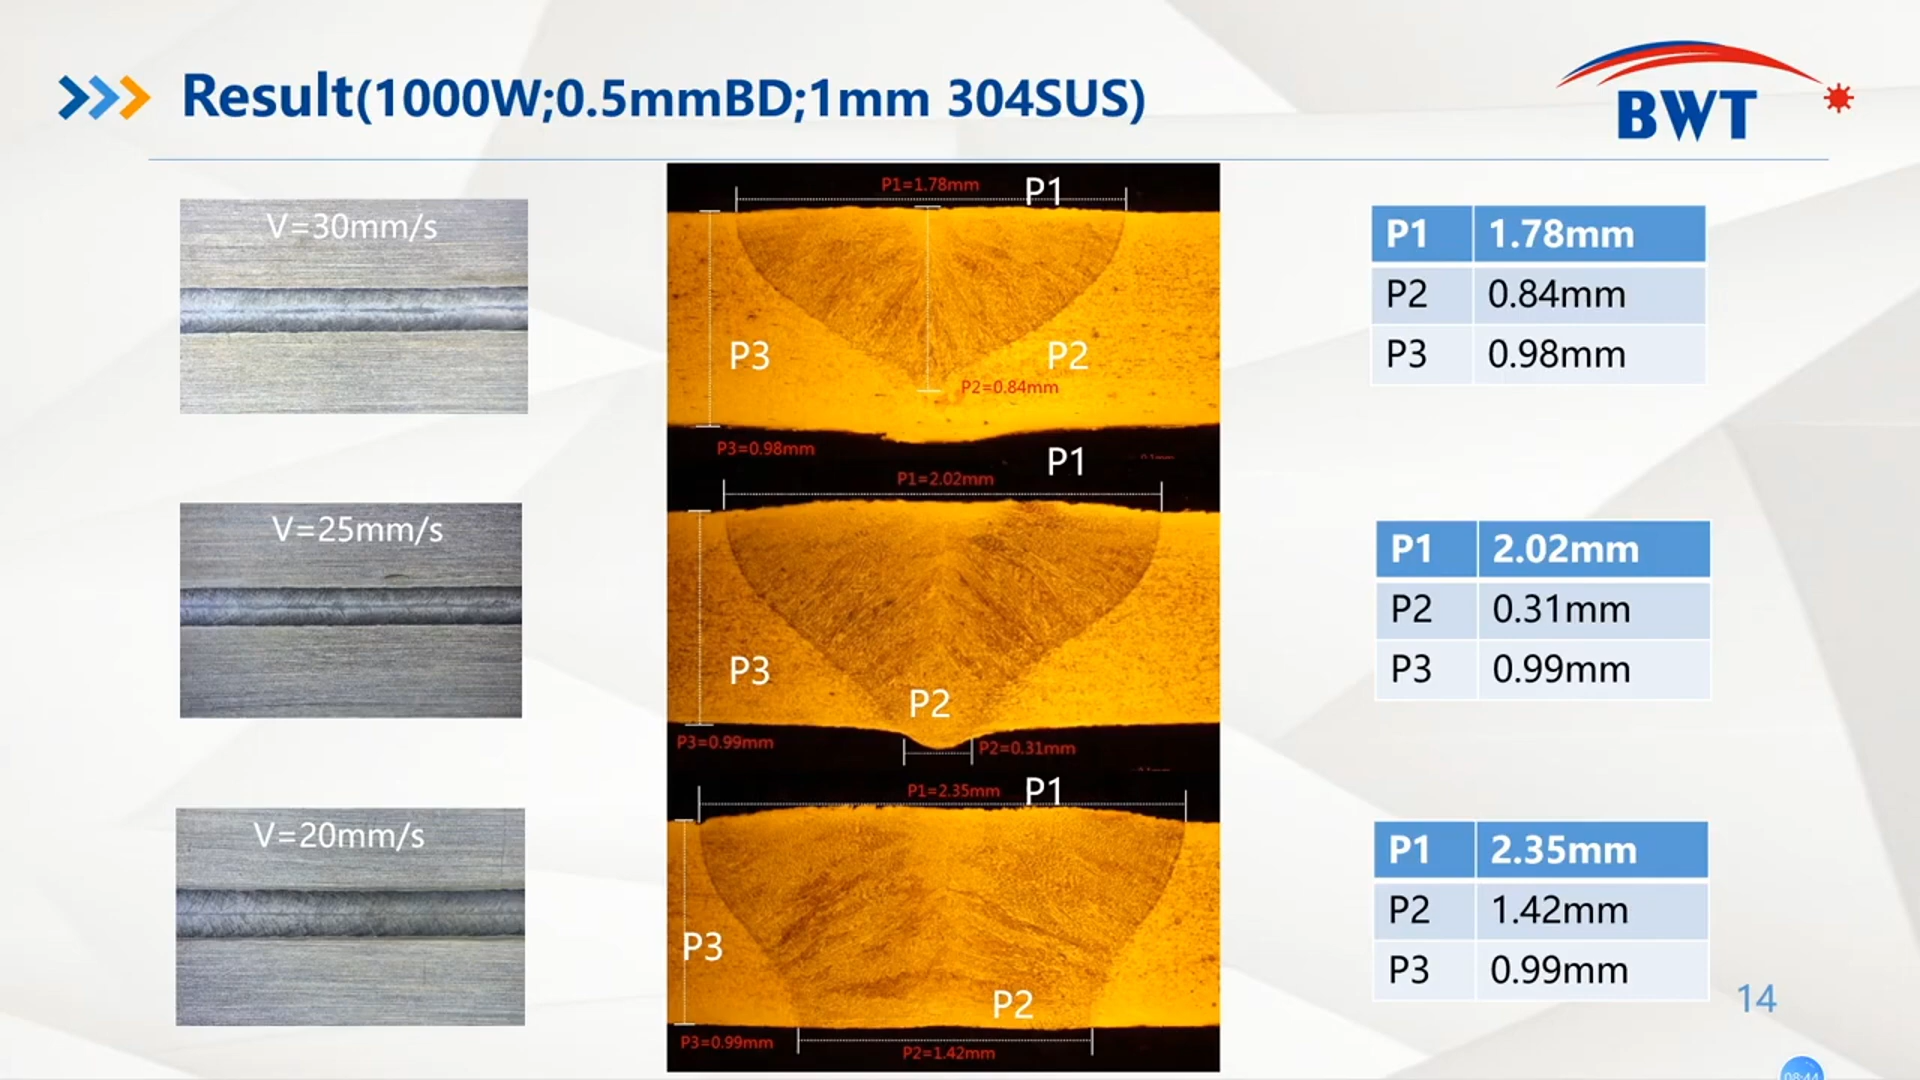 Result(1000W;0.5mmBD;1mm 304SUS)
BWT
V=30mm/s
P1=1.78mm
P1
P3
P2
P2=0.84mm
P3=0.98mm
P1 1.78mm
P2 0.84mm
P3 0.98mm
V=25mm/s
P1
P1=2.02mm
P3
P2
P3=0.99mm
P2=0.31mm
P1 2.02mm
P2 0.31mm
P3 0.99mm
V=20mm/s
P1=2.35mm
P1
P3
P2
P3=0.99mm
P2=1.42mm
P1 2.35mm
P2 1.42mm
P3 0.99mm
14